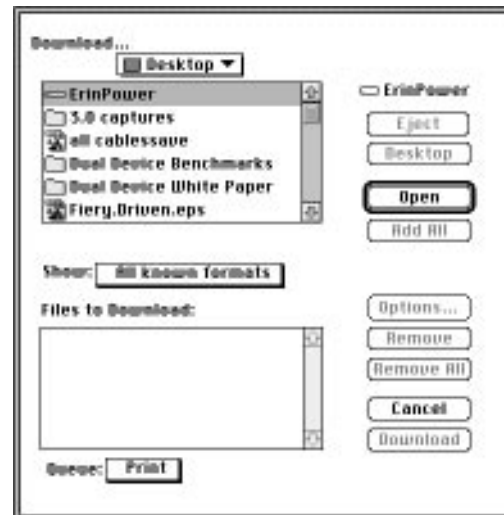 Download...
Desktop
ErinPower
3.0 captures
all cablessave
Dual Device Benchmarks
Dual Device White Paper
Fiery.Driven.eps
ErinPower
Eject
Desktop
Open
Add All
Show: All known formats
Files to Download:
Options...
Remove
Remove All
Cancel
Download
Queue: Print